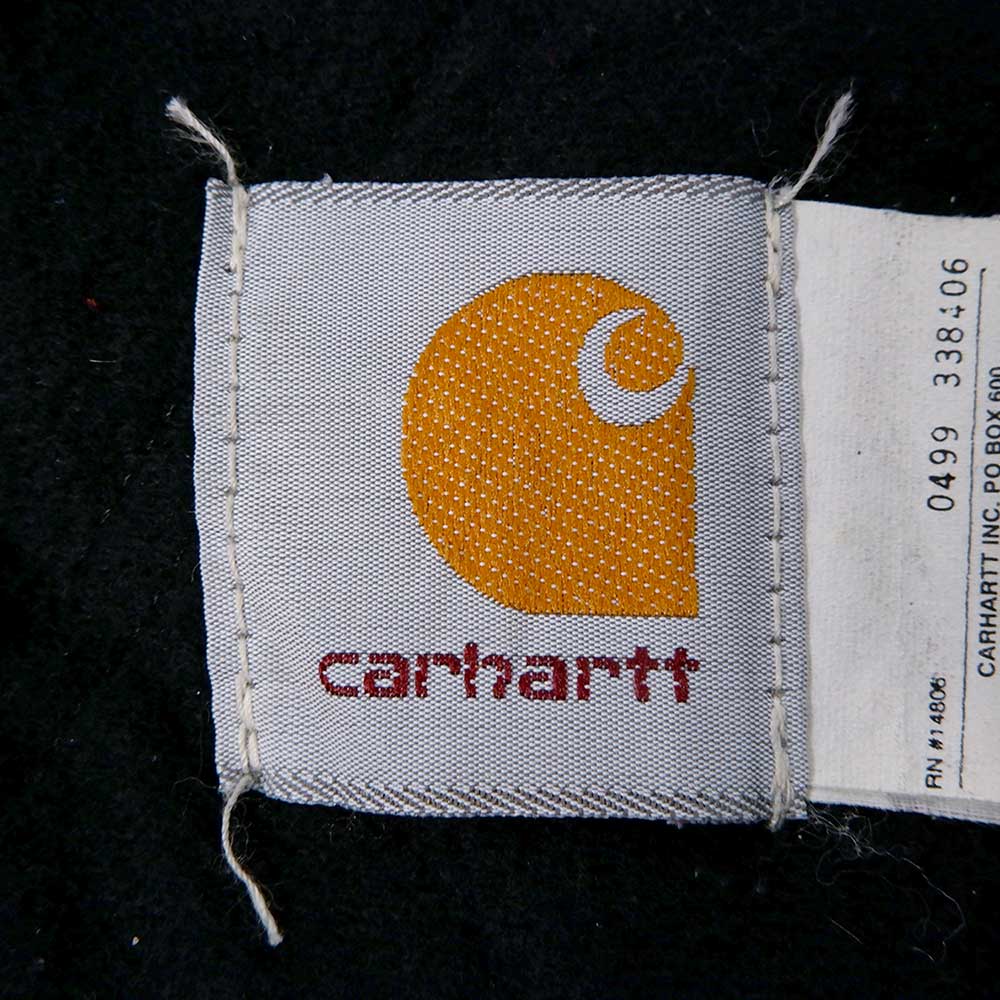 carhartt
0499 338406
CARHARTT INC. PO BOX 600
RN #14806